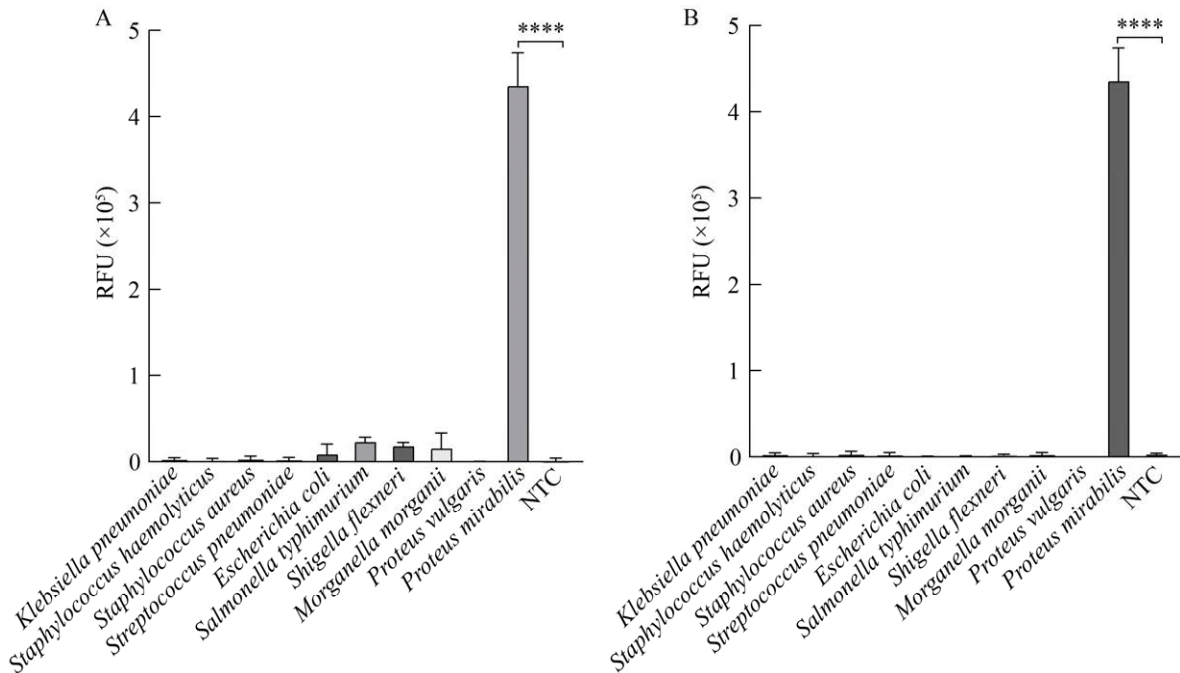 A
****
5
4
3
2
1
0
RFU (×10⁵)
Klebsiella pneumoniae
Staphylococcus haemolyticus
Staphylococcus aureus
Streptococcus pneumoniae
Escherichia coli
Salmonella typhimurium
Shigella flexneri
Morganella morganii
Proteus vulgaris
Proteus mirabilis
NTC
B
****
5
4
3
2
1
0
RFU (×10⁵)
Klebsiella pneumoniae
Staphylococcus haemolyticus
Staphylococcus aureus
Streptococcus pneumoniae
Escherichia coli
Salmonella typhimurium
Shigella flexneri
Morganella morganii
Proteus vulgaris
Proteus mirabilis
NTC